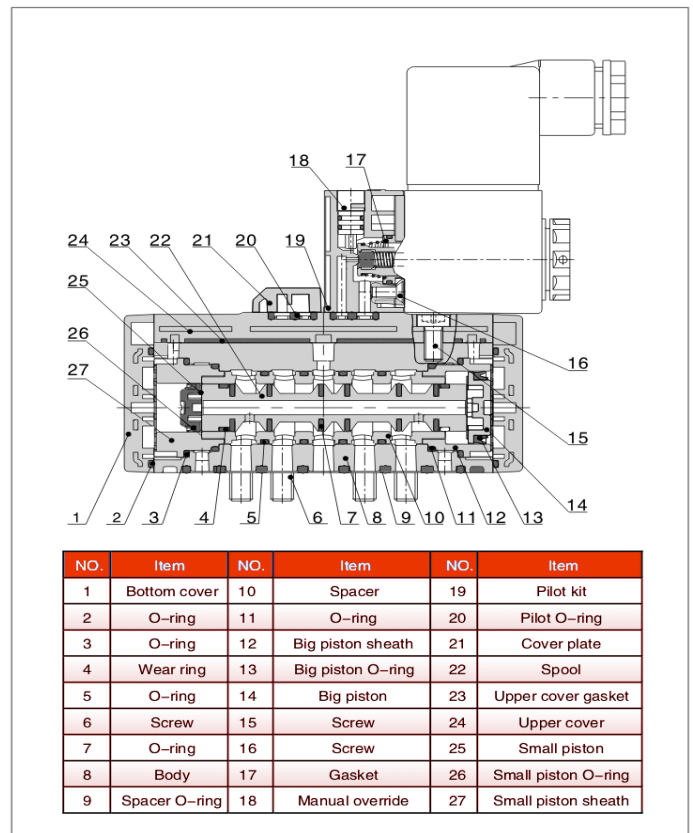 18 17
24 23 22 21 20 19
25
26
27
16
15
14
1 2 3 4 5 6 7 8 9 10 11 12 13
NO. Item NO. Item NO. Item
1 Bottom cover 10 Spacer 19 Pilot kit
2 O–ring 11 O–ring 20 Pilot O–ring
3 O–ring 12 Big piston sheath 21 Cover plate
4 Wear ring 13 Big piston O–ring 22 Spool
5 O–ring 14 Big piston 23 Upper cover gasket
6 Screw 15 Screw 24 Upper cover
7 O–ring 16 Screw 25 Small piston
8 Body 17 Gasket 26 Small piston O–ring
9 Spacer O–ring 18 Manual override 27 Small piston sheath